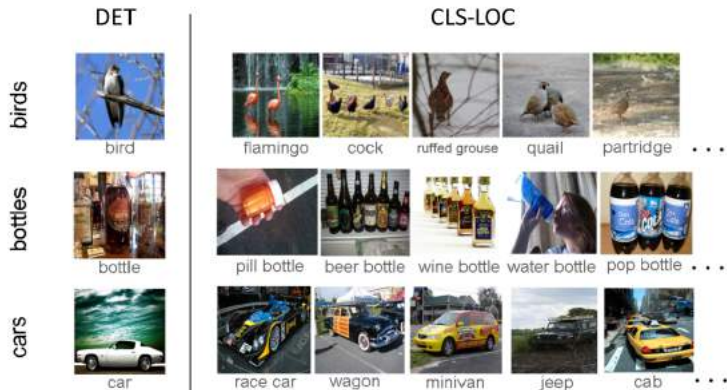 DET CLS-LOC
birds
bird flamingo cock ruffed grouse quail partridge ...
bottles
bottle pill bottle beer bottle wine bottle water bottle pop bottle ...
cars
car race car wagon minivan jeep cab ...